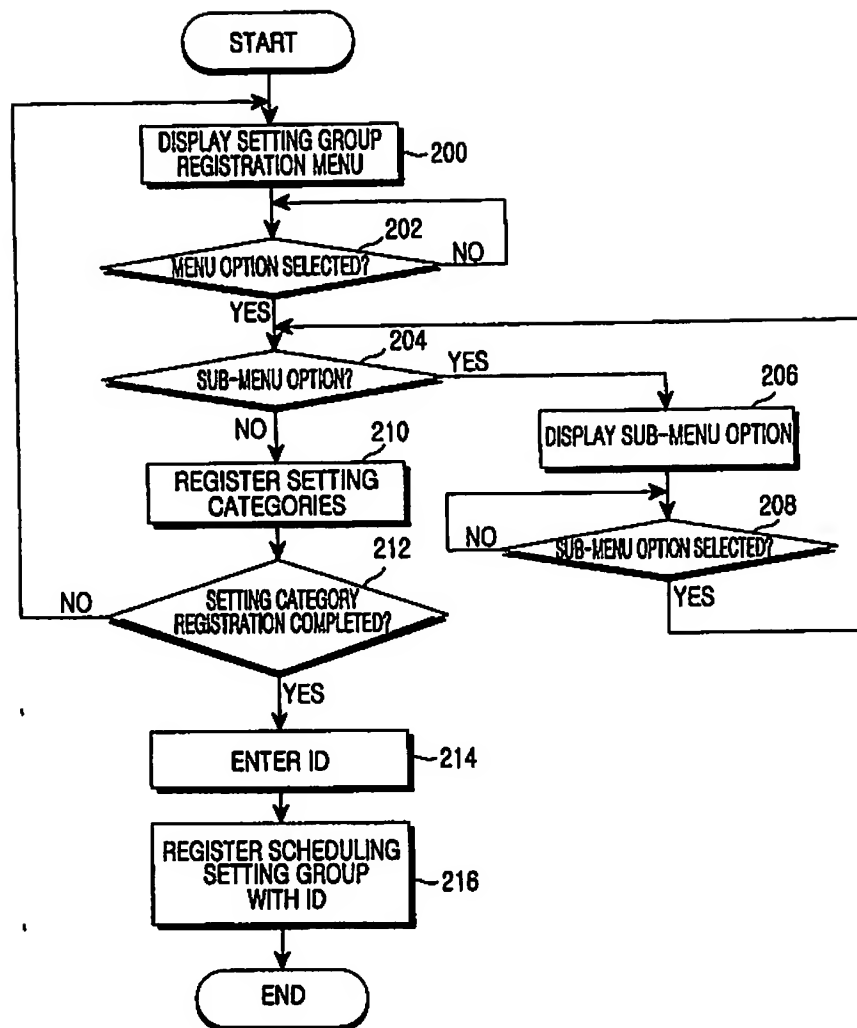 START
DISPLAY SETTING GROUP
REGISTRATION MENU
200
202
MENU OPTION SELECTED?
NO
YES
204
SUB-MENU OPTION?
YES
NO
206
DISPLAY SUB-MENU OPTION
210
REGISTER SETTING
CATEGORIES
208
NO
SUB-MENU OPTION SELECTED?
YES
212
NO
SETTING CATEGORY
REGISTRATION COMPLETED?
YES
ENTER ID
214
REGISTER SCHEDULING
SETTING GROUP
WITH ID
216
END